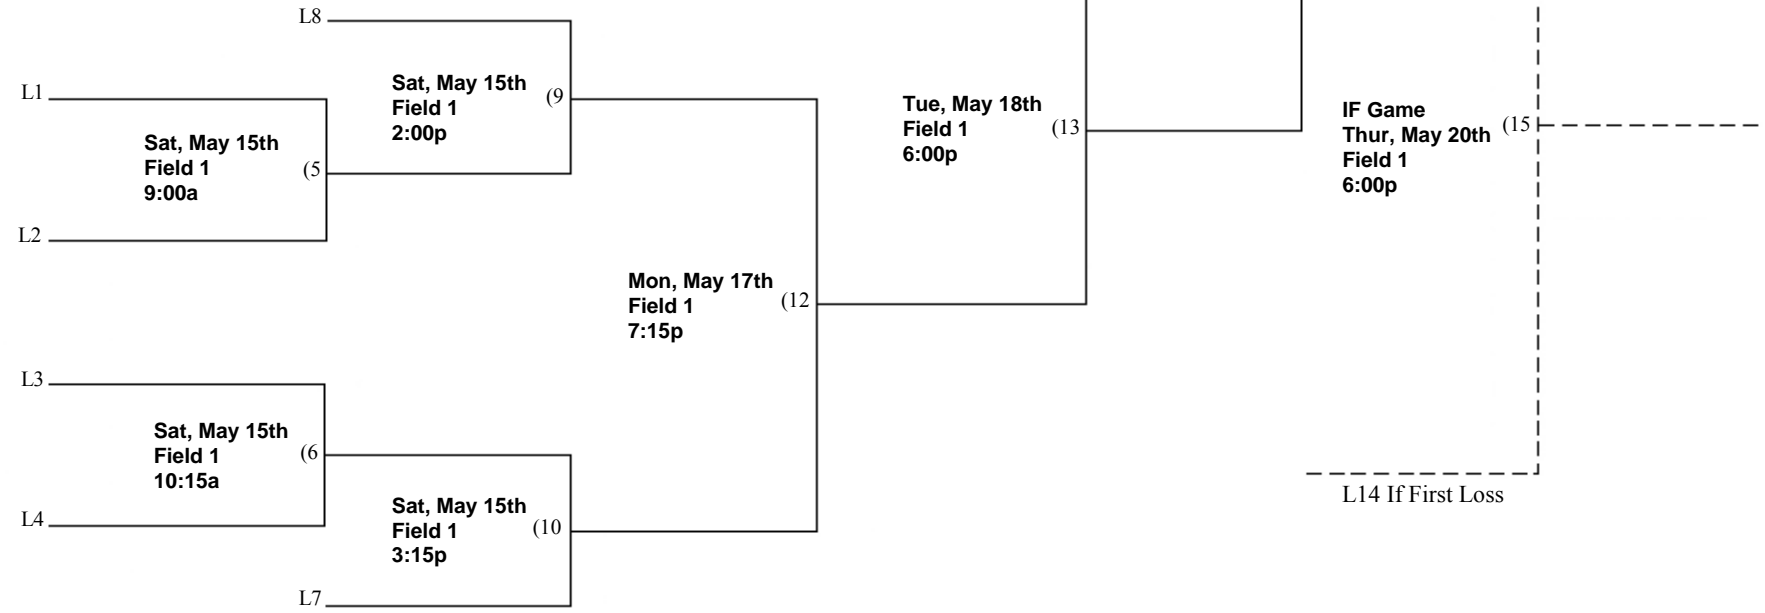 L8
L1
Sat, May 15th
Field 1
2:00p
(9
Sat, May 15th
Field 1
9:00a
(5
L2
Tue, May 18th
Field 1
6:00p
(13
IF Game
Thur, May 20th
Field 1
6:00p
(15
Mon, May 17th
Field 1
7:15p
(12
L3
Sat, May 15th
Field 1
10:15a
(6
L4
Sat, May 15th
Field 1
3:15p
(10
L7
L14 If First Loss